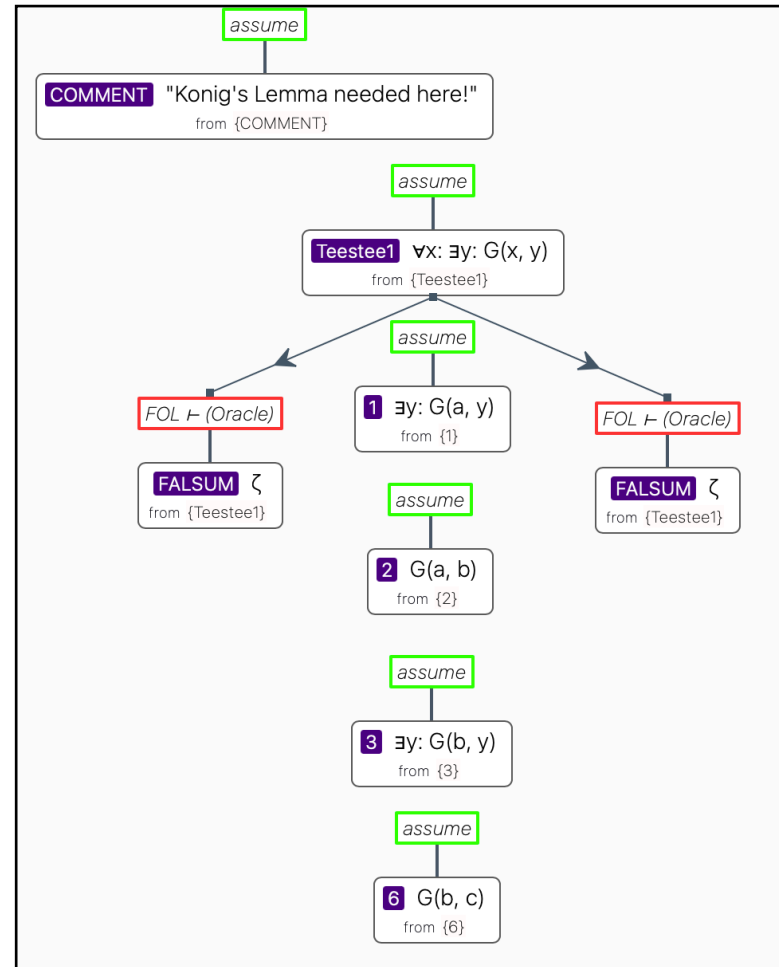 assume
COMMENT "Konig's Lemma needed here!"
from {COMMENT}
assume
Teestee1 ∀x: ∃y: G(x, y)
from {Teestee1}
assume
FOL ⊢ (Oracle)
1 ∃y: G(a, y)
from {1}
FOL ⊢ (Oracle)
FALSUM ζ
from {Teestee1}
FALSUM ζ
from {Teestee1}
assume
2 G(a, b)
from {2}
assume
3 ∃y: G(b, y)
from {3}
assume
6 G(b, c)
from {6}